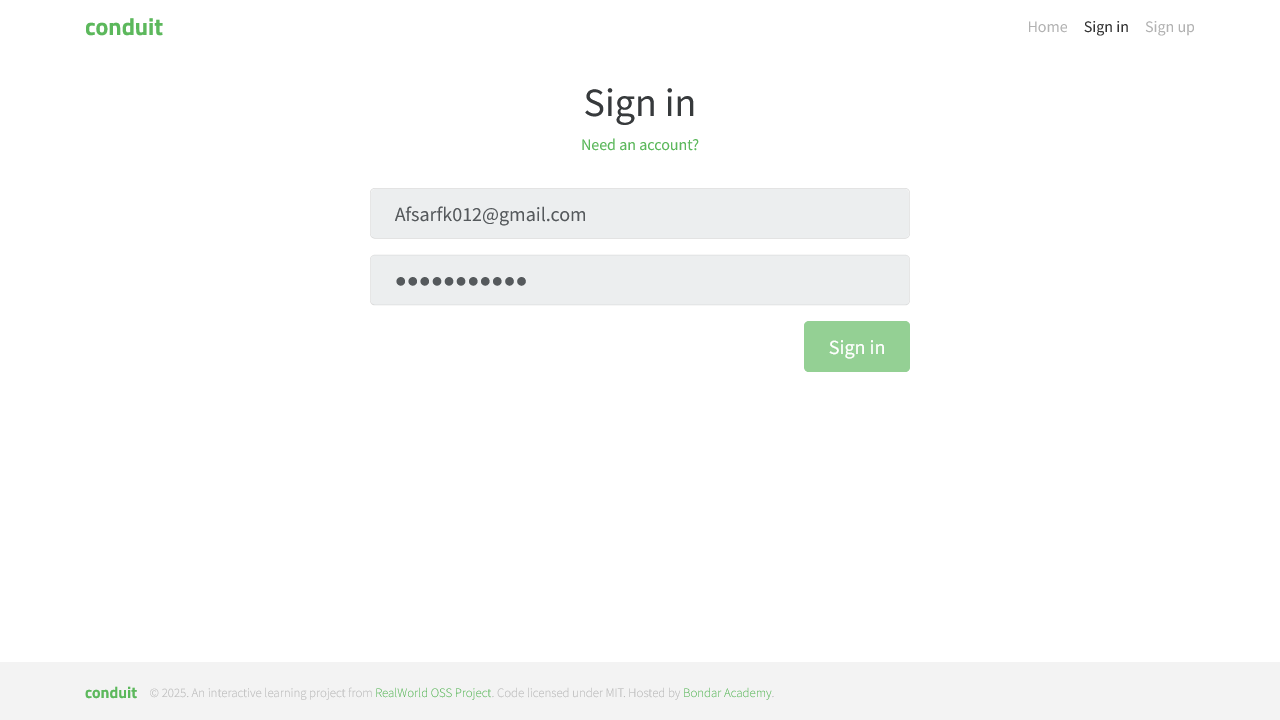 conduit
Home Sign in Sign up
Sign in
Need an account?
Afsarfk012@gmail.com
●●●●●●●●●●●
Sign in
conduit © 2025. An interactive learning project from RealWorld OSS Project. Code licensed under MIT. Hosted by Bondar Academy.